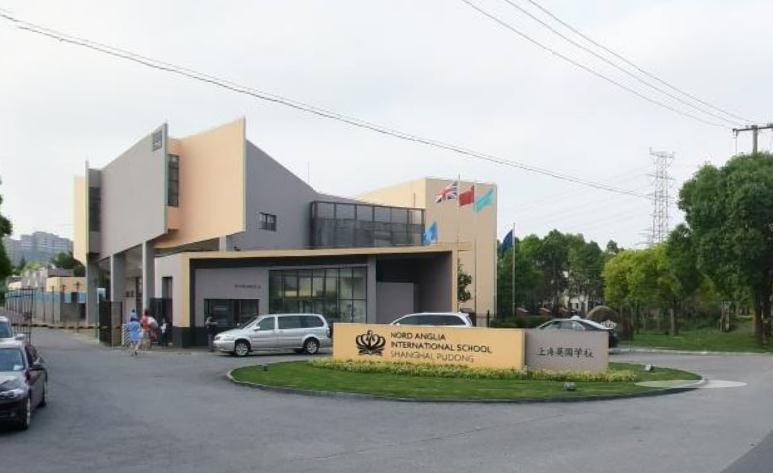 NORD ANGLIA
INTERNATIONAL SCHOOL
SHANGHAI, PUDONG
上海英国学校